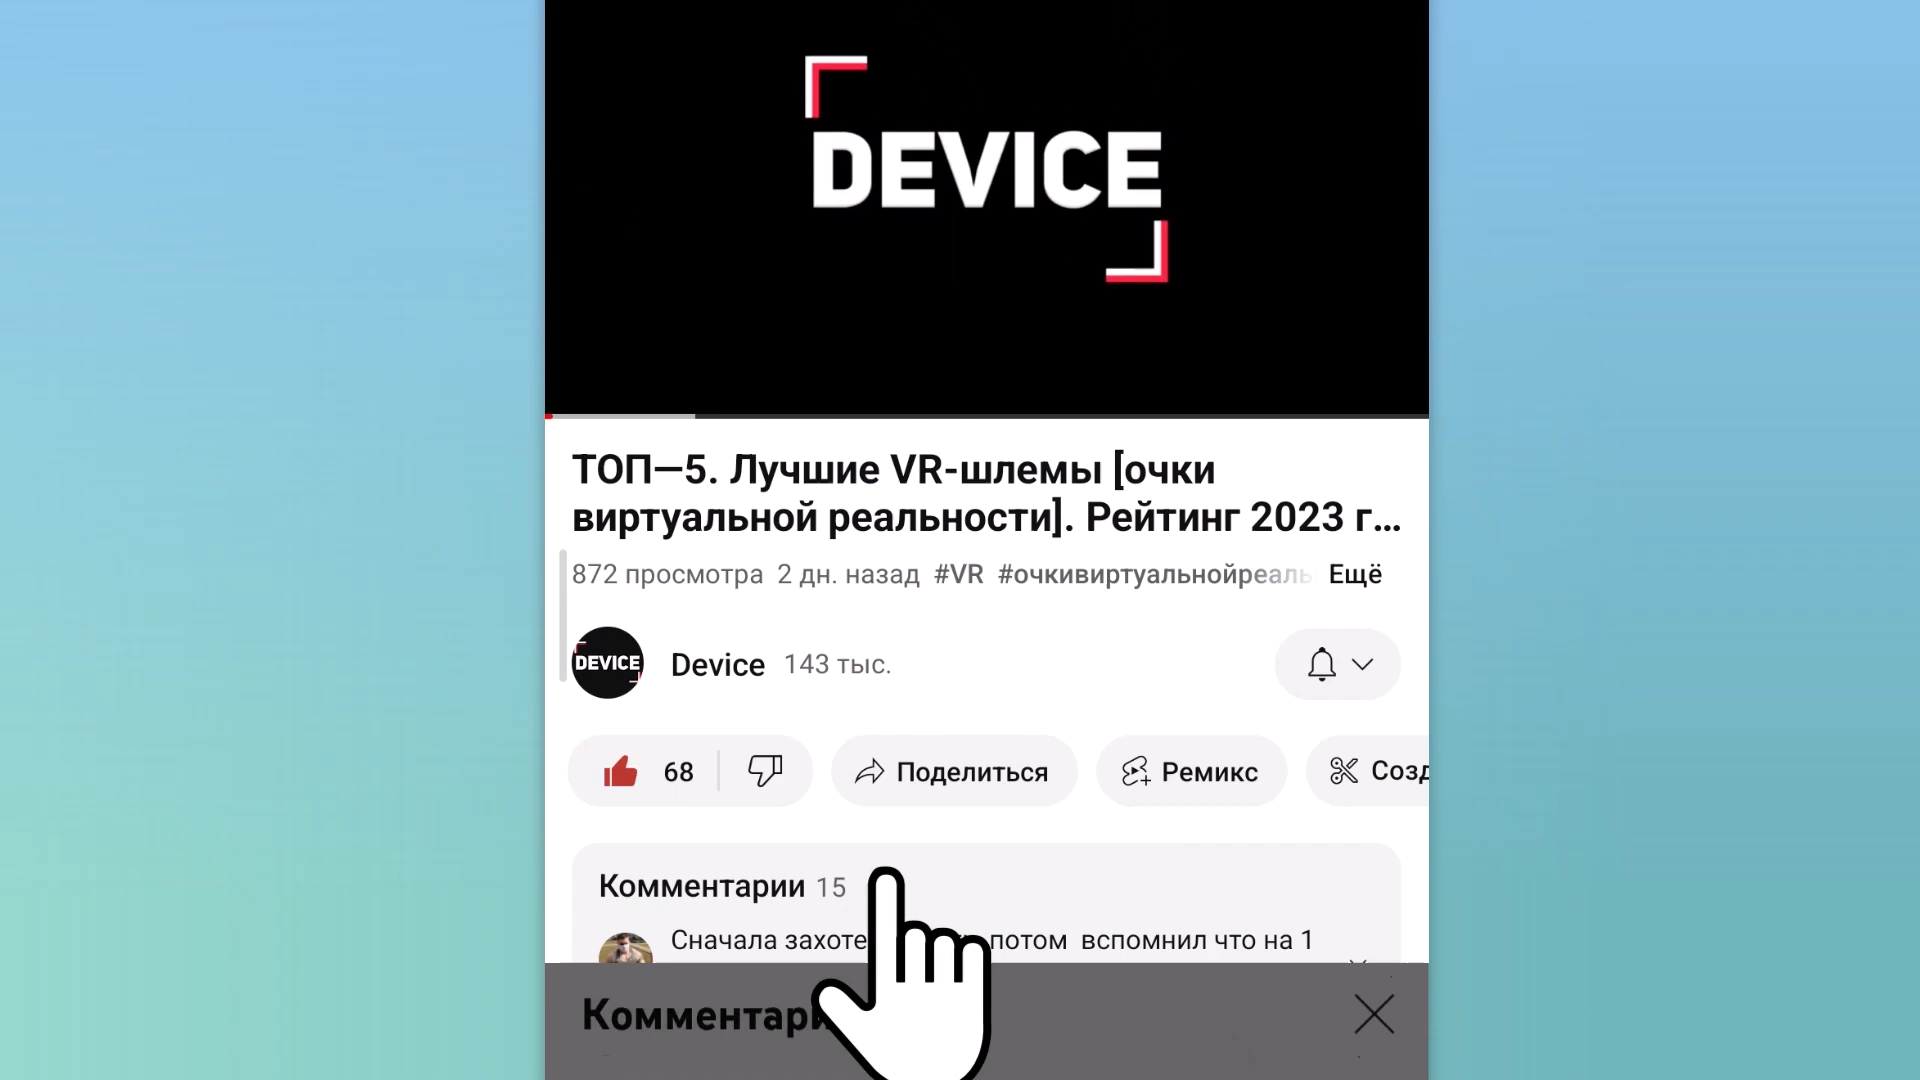 DEVICE
ТОП—5. Лучшие VR-шлемы [очки
виртуальной реальности]. Рейтинг 2023 г...
872 просмотра 2 дн. назад #VR #очкивиртуальнойреаль Ещё
DEVICE
Device 143 тыс.
68 Поделиться Ремикс Созд
Комментарии 15
Сначала захоте потом вспомнил что на 1
Комментари